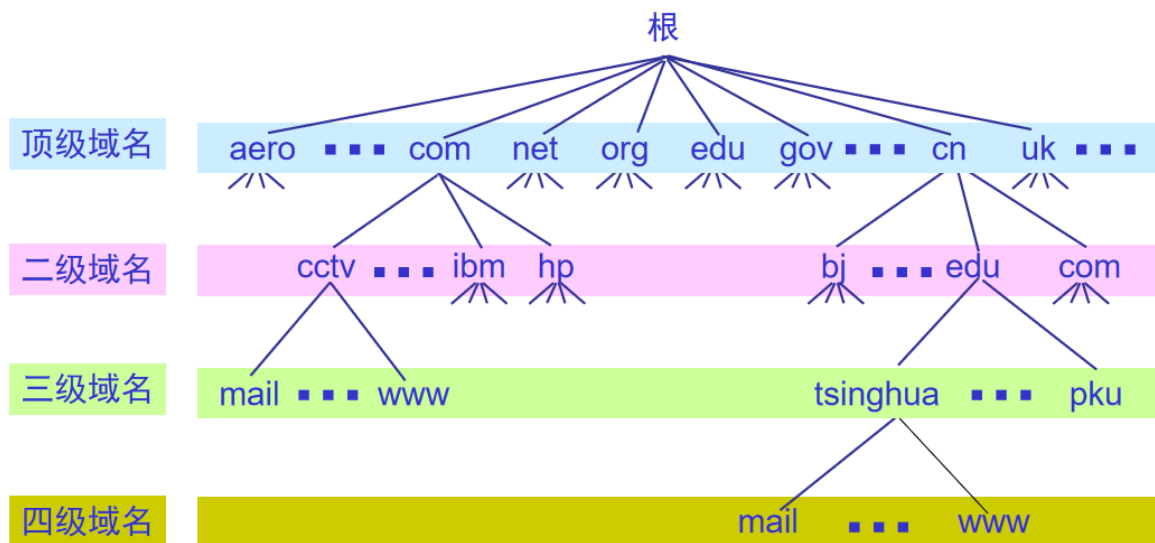 根
顶级域名 aero ... com net org edu gov ... cn uk ...
二级域名 cctv ... ibm hp bj ... edu com
三级域名 mail ... www tsinghua ... pku
四级域名 mail ... www